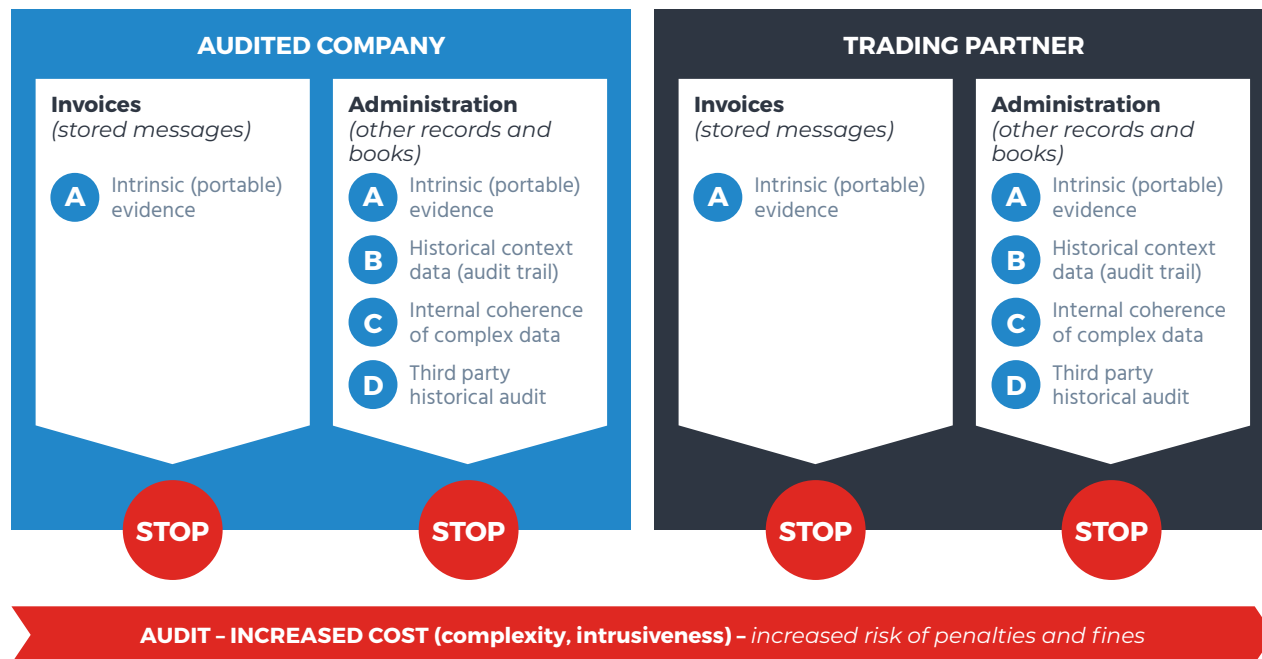 AUDITED COMPANY
Invoices
(stored messages)
A
Intrinsic (portable)
evidence
STOP
Administration
(other records and
books)
A
Intrinsic (portable)
evidence
B
Historical context
data (audit trail)
C
Internal coherence
of complex data
D
Third party
historical audit
STOP
TRADING PARTNER
Invoices
(stored messages)
A
Intrinsic (portable)
evidence
STOP
Administration
(other records and
books)
A
Intrinsic (portable)
evidence
B
Historical context
data (audit trail)
C
Internal coherence
of complex data
D
Third party
historical audit
STOP
AUDIT – INCREASED COST (complexity, intrusiveness) – increased risk of penalties and fines